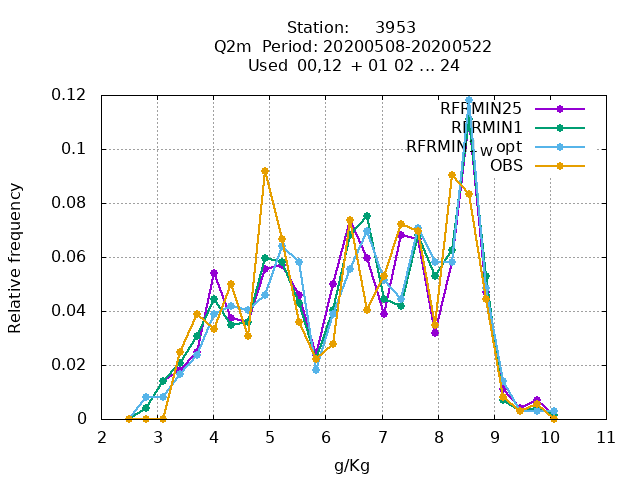 Station: 3953
Q2m Period: 20200508-20200522
Used 00,12 + 01 02 ... 24
RFRMIN25
RFRMIN1
RFRMIN1_W opt
OBS
0.12
0.1
0.08
0.06
0.04
0.02
0
Relative frequency
2 3 4 5 6 7 8 9 10 11
g/Kg